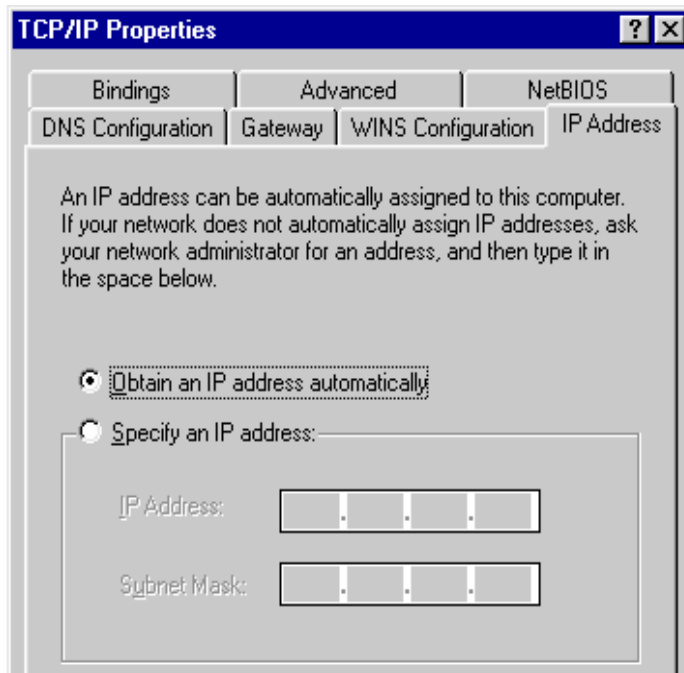 TCP/IP Properties
Bindings Advanced NetBIOS
DNS Configuration Gateway WINS Configuration IP Address
An IP address can be automatically assigned to this computer.
If your network does not automatically assign IP addresses, ask
your network administrator for an address, and then type it in
the space below.
Obtain an IP address automatically
Specify an IP address:
IP Address: . . .
Subnet Mask: . . .